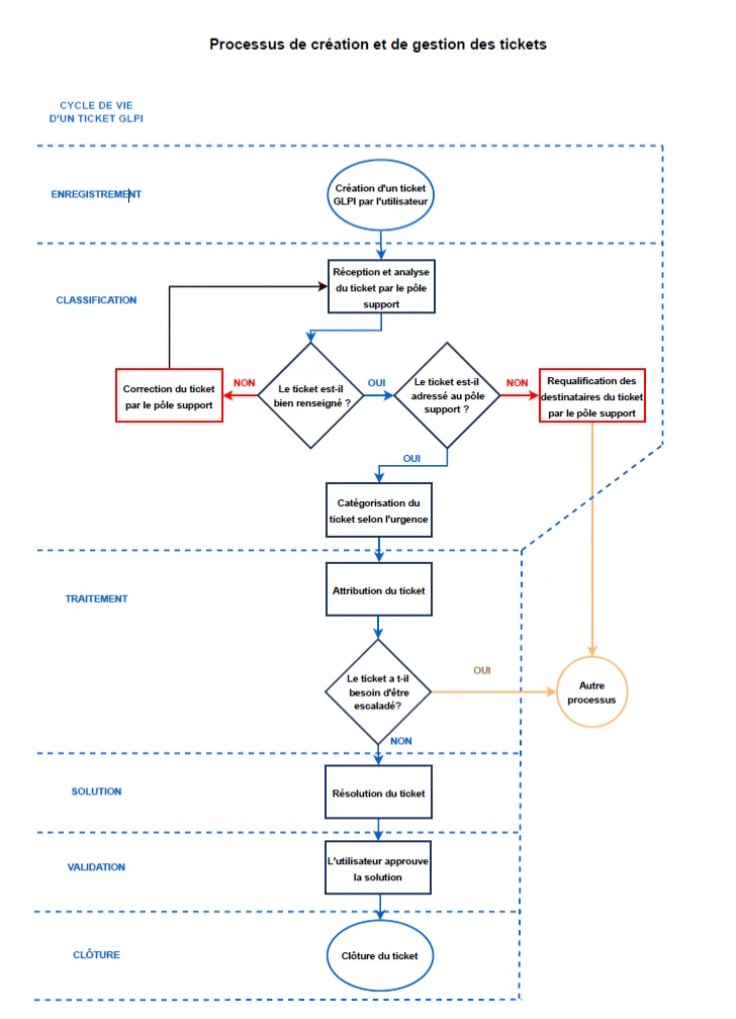 Processus de création et de gestion des tickets
CYCLE DE VIE
D'UN TICKET GLPI
ENREGISTREMENT
Création d'un ticket
GLPI par l'utilisateur
CLASSIFICATION
Réception et analyse
du ticket par le pôle
support
Correction du ticket
par le pôle support
NON
Le ticket est-il
bien renseigné ?
OUI
Le ticket est-il
adressé au pôle
support ?
NON
Requalification des
destinataires du ticket
par le pôle support
OUI
Catégorisation du
ticket selon l'urgence
TRAITEMENT
Attribution du ticket
Le ticket a t-il
besoin d'être
escaladé?
OUI
Autre
processus
NON
SOLUTION
Résolution du ticket
VALIDATION
L'utilisateur approuve
la solution
CLÔTURE
Clôture du ticket